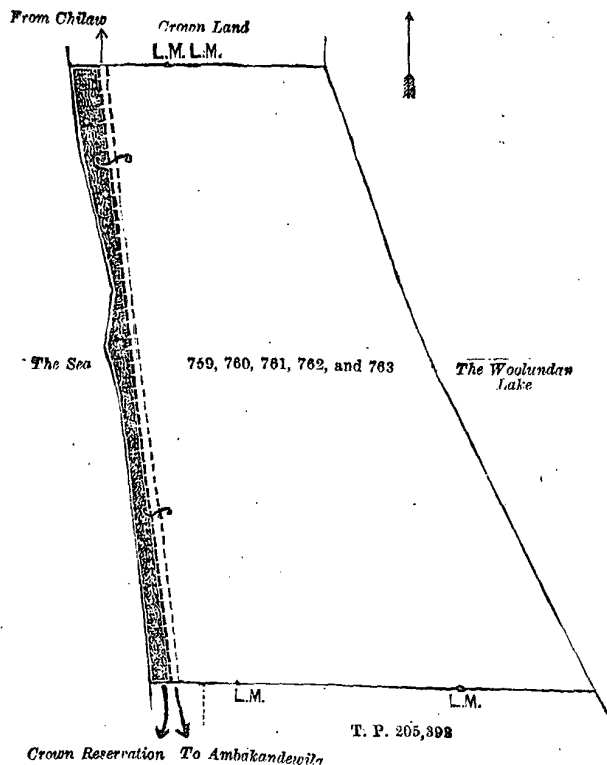 From Chilaw
Crown Land
L.M. L.M.
The Sea
759, 760, 761, 762, and 763
The Woolundan
Lake
L.M.
L.M.
T. P. 205,398
Crown Reservation
To Ambakandewila